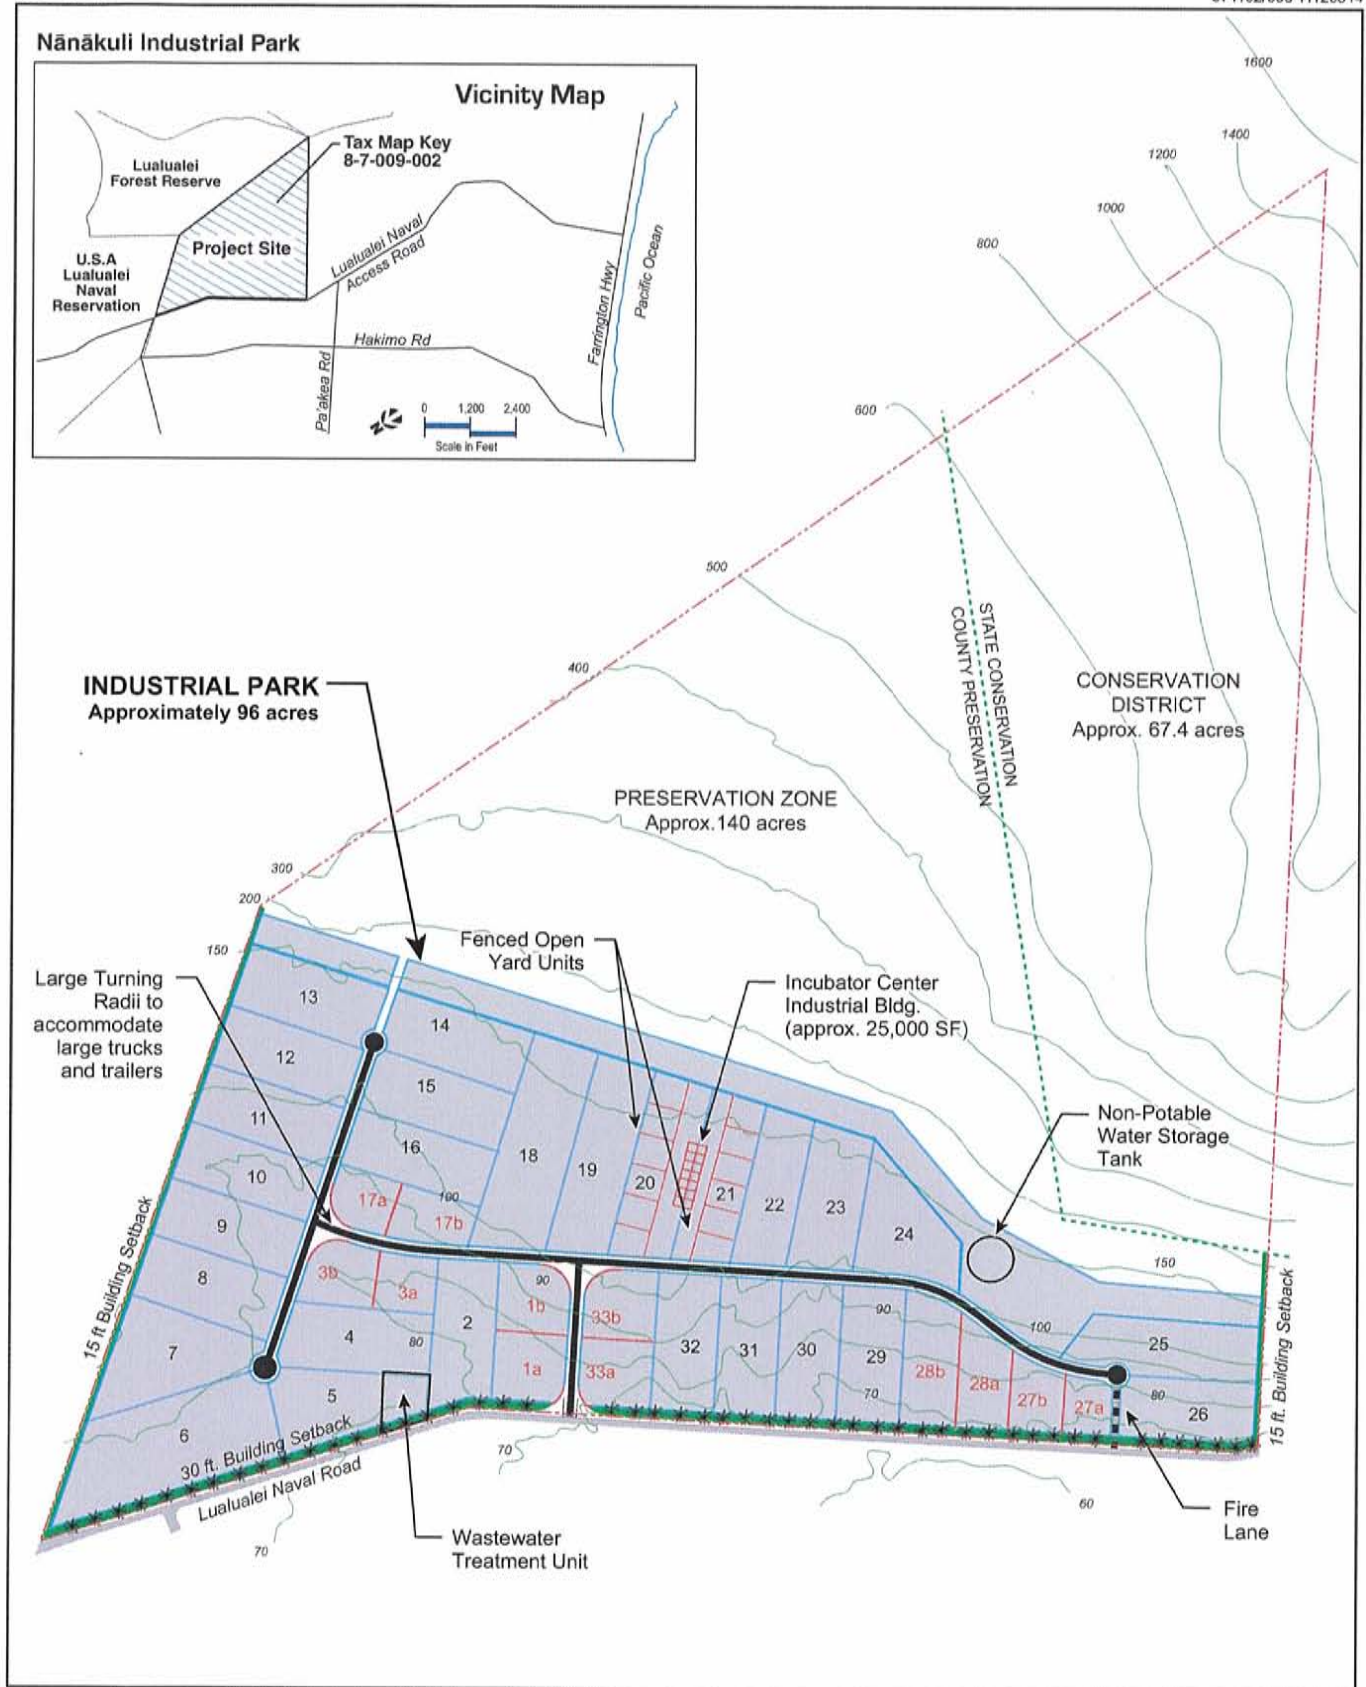 Nānākuli Industrial Park
Vicinity Map
Tax Map Key
8-7-009-002
Lualualei
Forest Reserve
Project Site
U.S.A
Lualualei
Naval
Reservation
Lualualei Naval
Access Road
Hakimo Rd
Pa'akea Rd
Farrington Hwy
Pacific Ocean
0 1,200 2,400
Scale in Feet
1600
1400
1200
1000
800
600
500
400
300
200
150
STATE CONSERVATION
COUNTY PRESERVATION
CONSERVATION
DISTRICT
Approx. 67.4 acres
INDUSTRIAL PARK
Approximately 96 acres
PRESERVATION ZONE
Approx.140 acres
Fenced Open
Yard Units
Incubator Center
Industrial Bldg.
(approx. 25,000 SF)
Large Turning
Radii to
accommodate
large trucks
and trailers
Non-Potable
Water Storage
Tank
13
14
12
15
11
16
10
17a
17b
100
18
19
20
21
22
23
24
9
8
7
6
5
4
3b
3a
80
2
90
1b
1a
33b
33a
32
31
30
29
90
70
28b
28a
27b
27a
100
150
25
80
26
15 ft Building Setback
15 ft. Building Setback
30 ft. Building Setback
Lualualei Naval Road
70
70
60
Wastewater
Treatment Unit
Fire
Lane